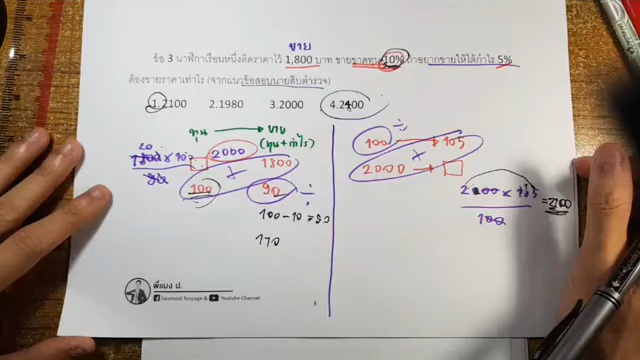 ขาย
ข้อ 3 นาฬิกาเรือนหนึ่งติดราคาไว้ 1,800 บาท ขายขาดทุน 10% ถ้าอยากขายให้ได้กำไร 5%
ต้องขายราคาเท่าไร (จากแนวข้อสอบนายสิบตำรวจ)
1.2100 2.1980 3.2000 4.2400
ทุน → ขาย
(ทุน+กำไร)
20
2000 1800
100 90
100-10 = 90
110
100 → 105
2000 →
2000 x 105
100
= 2100
พี่แมง ป.
facebook fanpage & Youtube Channel